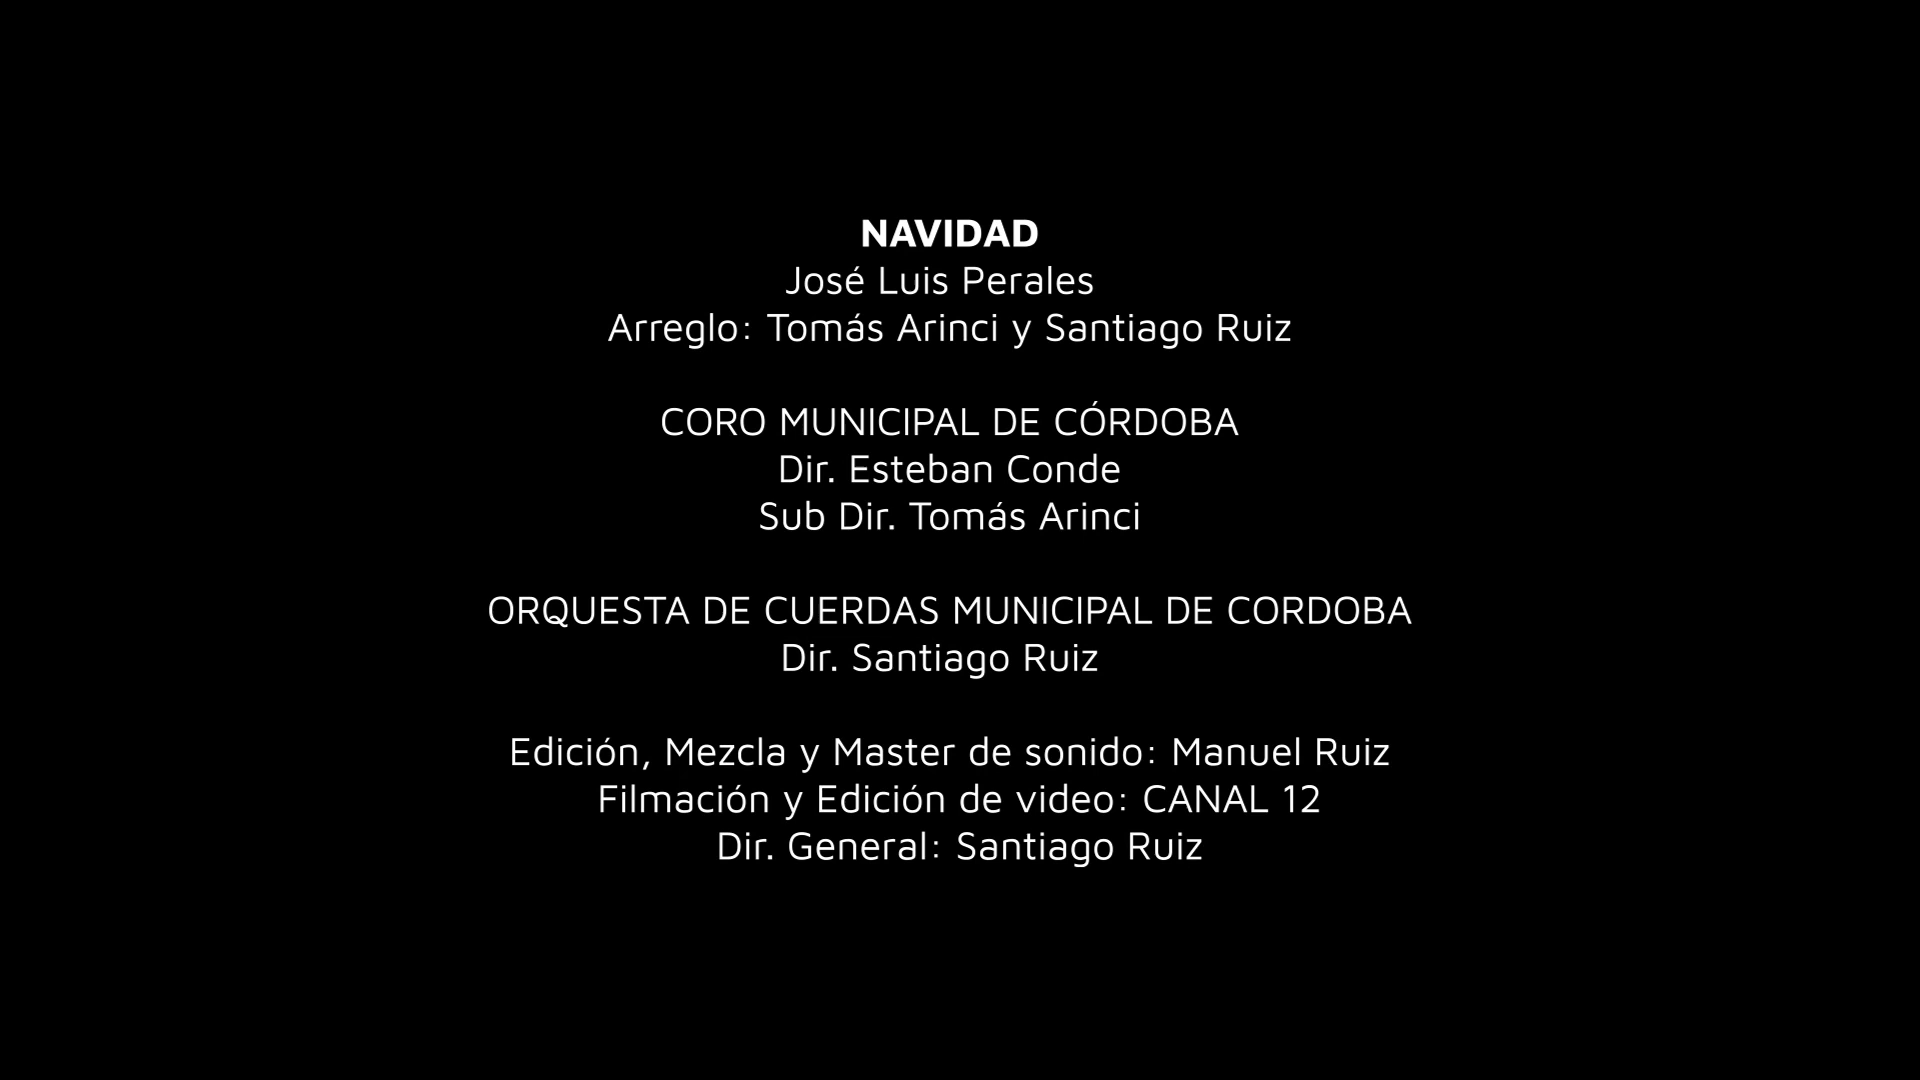 NAVIDAD
José Luis Perales
Arreglo: Tomás Arinci y Santiago Ruiz
CORO MUNICIPAL DE CÓRDOBA
Dir. Esteban Conde
Sub Dir. Tomás Arinci
ORQUESTA DE CUERDAS MUNICIPAL DE CORDOBA
Dir. Santiago Ruiz
Edición, Mezcla y Master de sonido: Manuel Ruiz
Filmación y Edición de video: CANAL 12
Dir. General: Santiago Ruiz